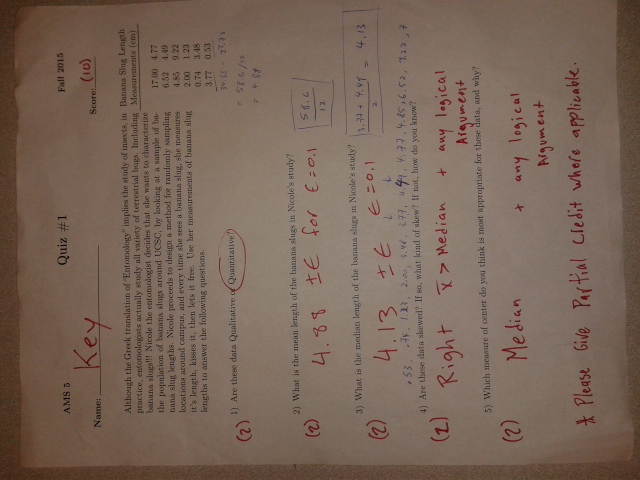 AMS 5 Quiz #1 Fall 2015
Name: Key Score: (10)
Although the Greek translation of "Entomology" implies the study of insects, in
practice, entomologists actually study all variety of terrestrial bugs. Including
banana slugs!!! Nicole the entomologist decides that she wants to characterize
the population of banana slugs around UCSC, by looking at a sample of ba-
nana slug lengths. Nicole proceeds to design a method for randomly sampling
locations around campus, and every time she sees a banana slug, she measures
it's length, kisses it, then lets it free. Use her measurements of banana slug
lengths to answer the following questions.
Banana Slug Length
Measurements (cm)
17.00 4.77
6.52 4.49
4.85 9.22
2.00 1.23
0.74 3.48
3.77 0.53
(2) 1) Are these data Qualitative or Quantitative?
= 58.6/12
= 4.88
2) What is the mean length of the banana slugs in Nicole's study?
(2) 4.88 ± ε for ε = 0.1
58.6
12
3) What is the median length of the banana slugs in Nicole's study?
(2) 4.13 ± ε ε = 0.1
3.77 + 4.49 = 4.13
2
.53, .74, 1.23, 2.00, 3.48, 3.77, 4.49, 4.77, 4.85, 6.52, 9.22, 17
4) Are these data skewed? If so, what kind of skew? If not, how do you know?
(2) Right x̄ > Median + any logical
Argument
5) Which measure of center do you think is most appropriate for these data, and why?
(2) Median + any logical
Argument
* Please Give Partial Credit where applicable.